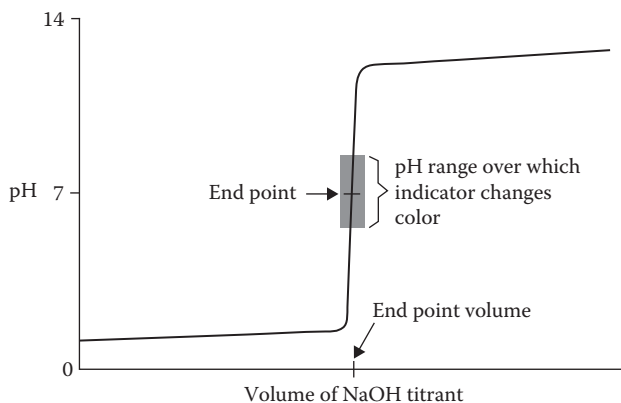 14
pH range over which
indicator changes
color
End point
pH
7
End point volume
0
Volume of NaOH titrant